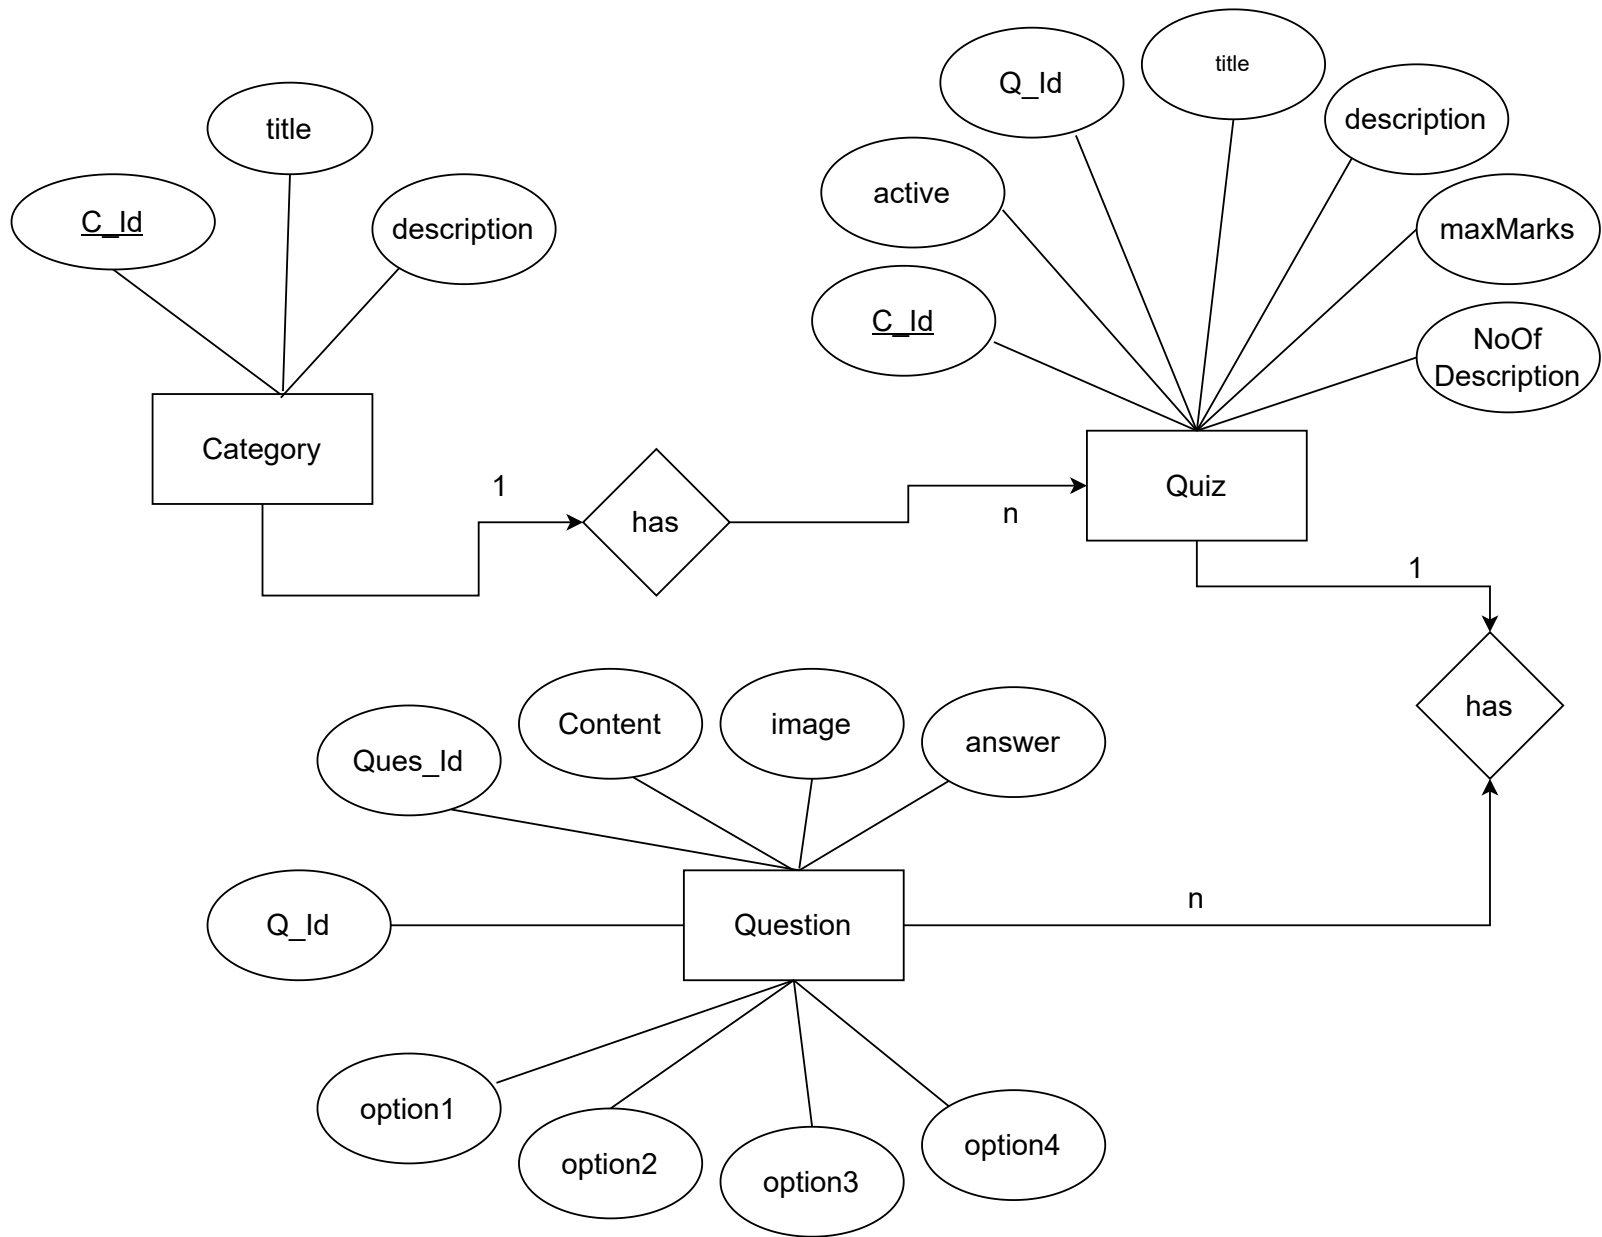 title
C_Id
description
Category
Q_Id
title
description
active
maxMarks
C_Id
NoOf
Description
1
has
n
Quiz
1
has
Ques_Id
Content
image
answer
Q_Id
Question
n
option1
option2
option3
option4